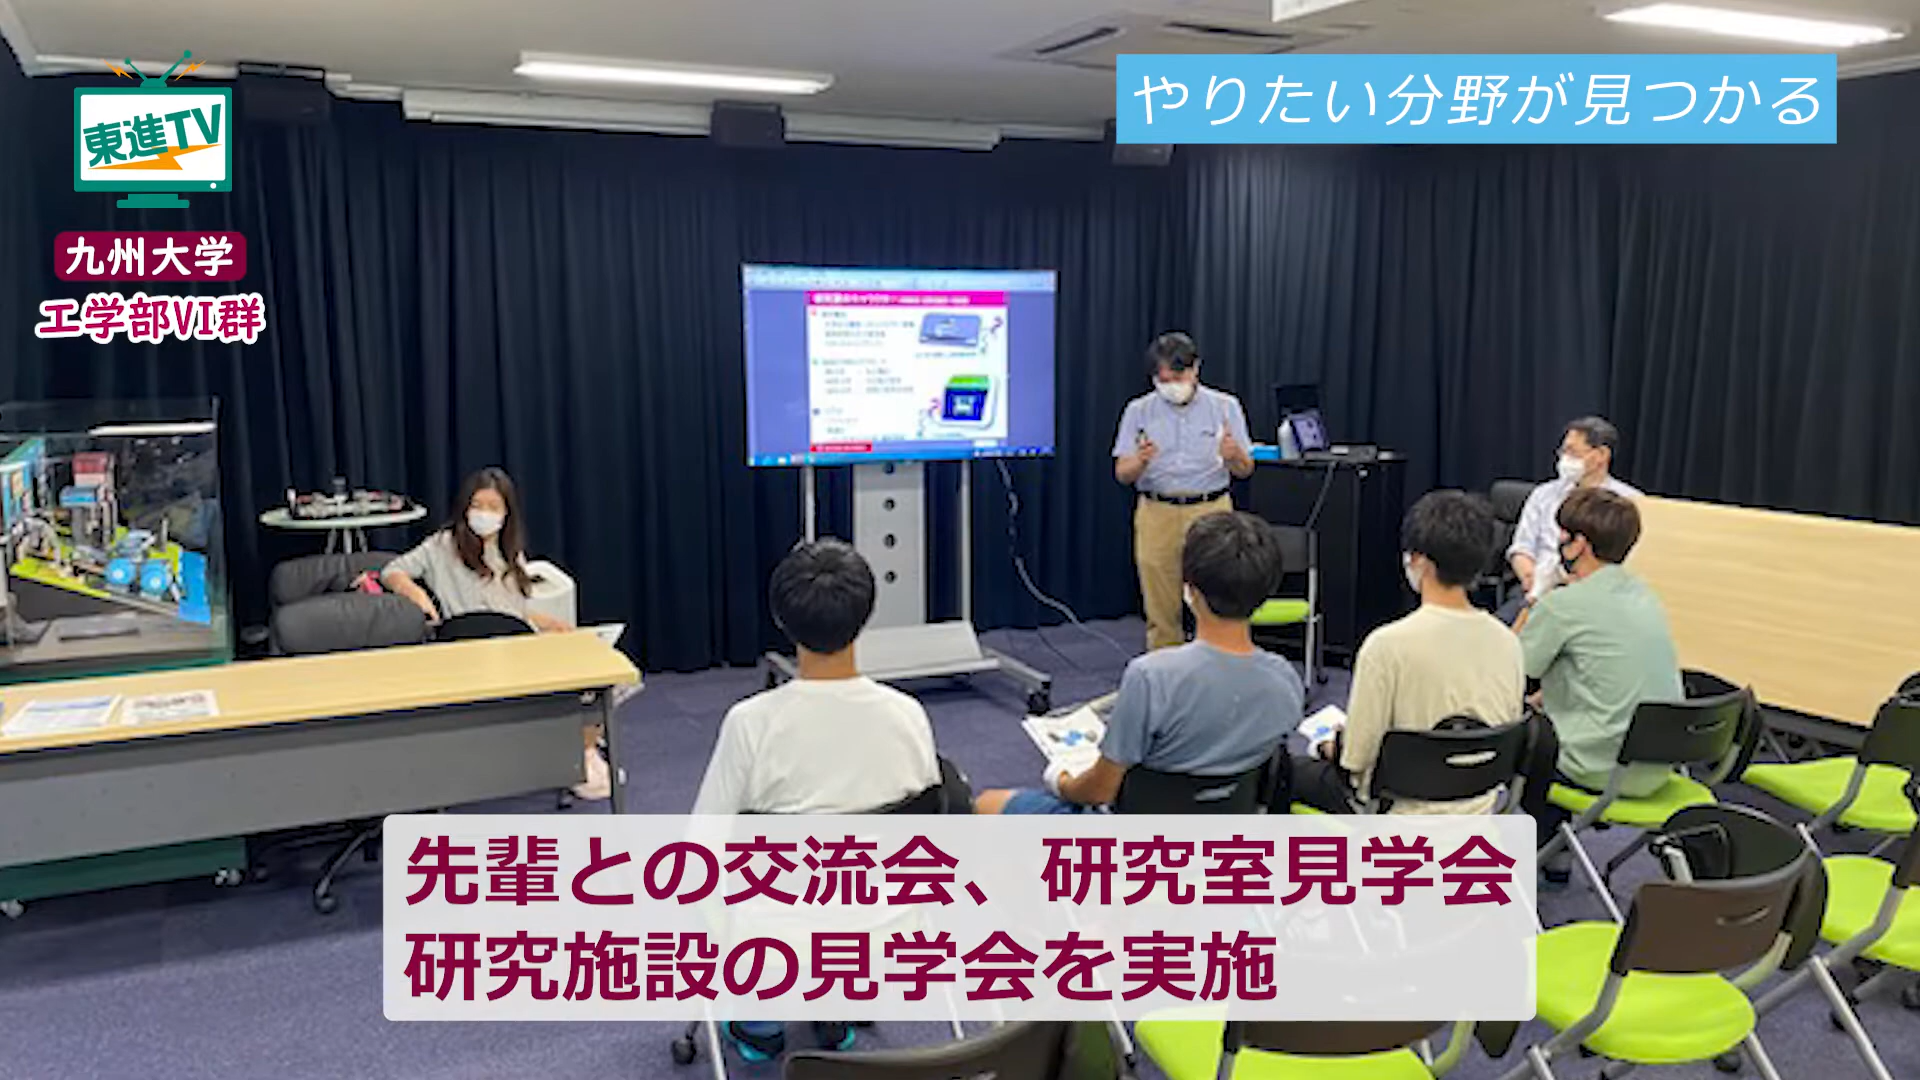 東進TV
九州大学
工学部VI群
やりたい分野が見つかる
先輩との交流会、研究室見学会
研究施設の見学会を実施